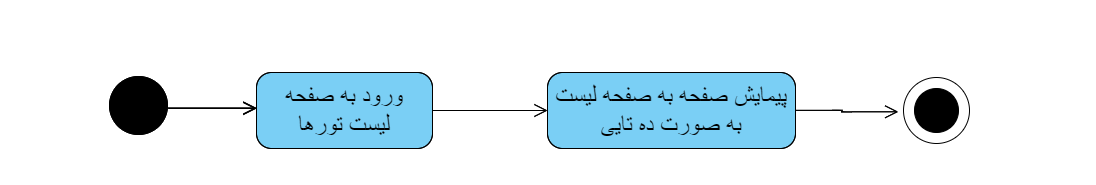 ورود به صفحه
لیست تورها
پیمایش صفحه به صفحه لیست
به صورت ده تایی